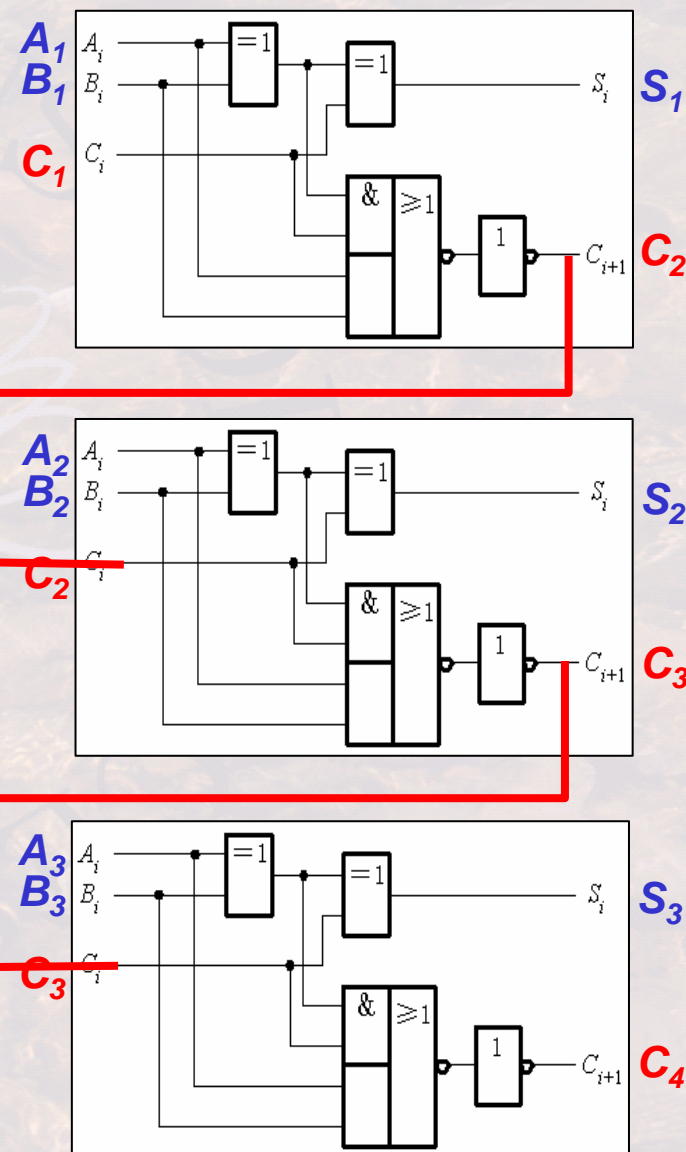 A₁ Aᵢ =1 =1
B₁ Bᵢ Sᵢ S₁
C₁ Cᵢ
& ≥1 1
Cᵢ₊₁ C₂
A₂ Aᵢ =1 =1
B₂ Bᵢ Sᵢ S₂
C₂ Cᵢ
& ≥1 1
Cᵢ₊₁ C₃
A₃ Aᵢ =1 =1
B₃ Bᵢ Sᵢ S₃
C₃ Cᵢ
& ≥1 1
Cᵢ₊₁ C₄